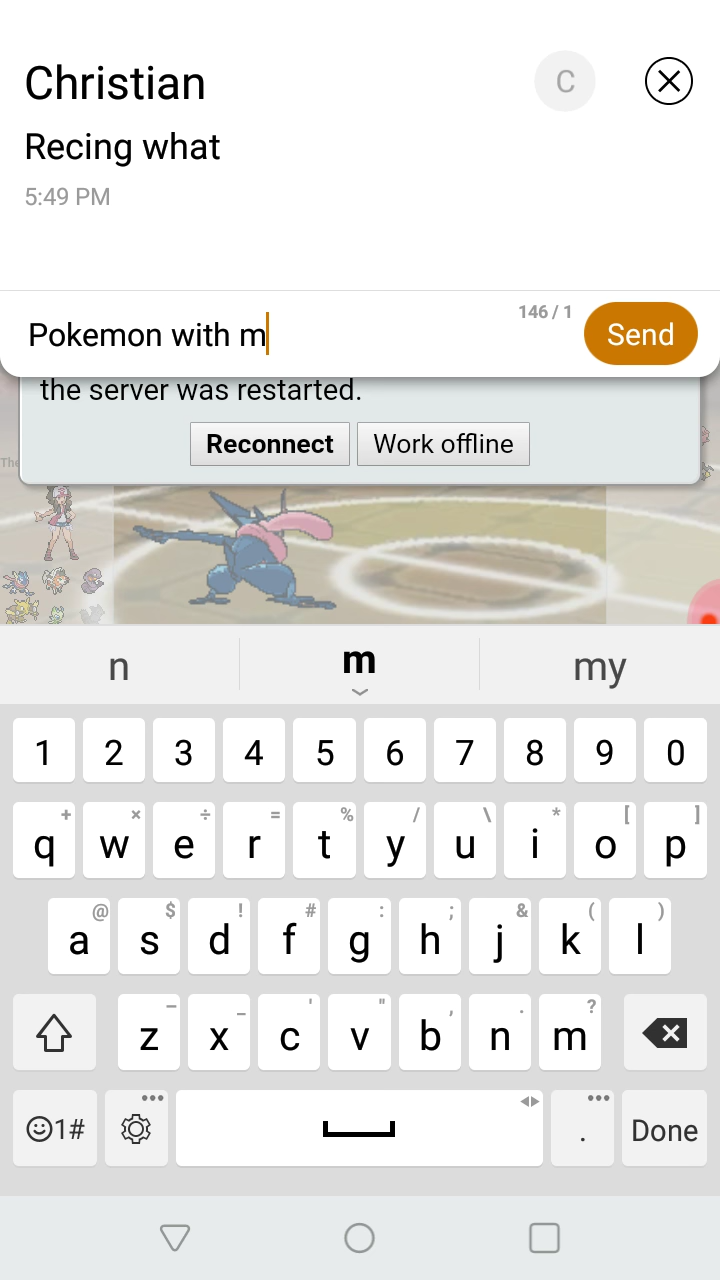 Christian
C
Recing what
5:49 PM
146 / 1
Pokemon with m
Send
the server was restarted.
Reconnect
Work offline
The
n
m
my
1 2 3 4 5 6 7 8 9 0
+ × ÷ = % / \ * [ ]
q w e r t y u i o p
@ $ ! # : ; & ( )
a s d f g h j k l
– _ ' " , . ?
z x c v b n m
1#
.
Done